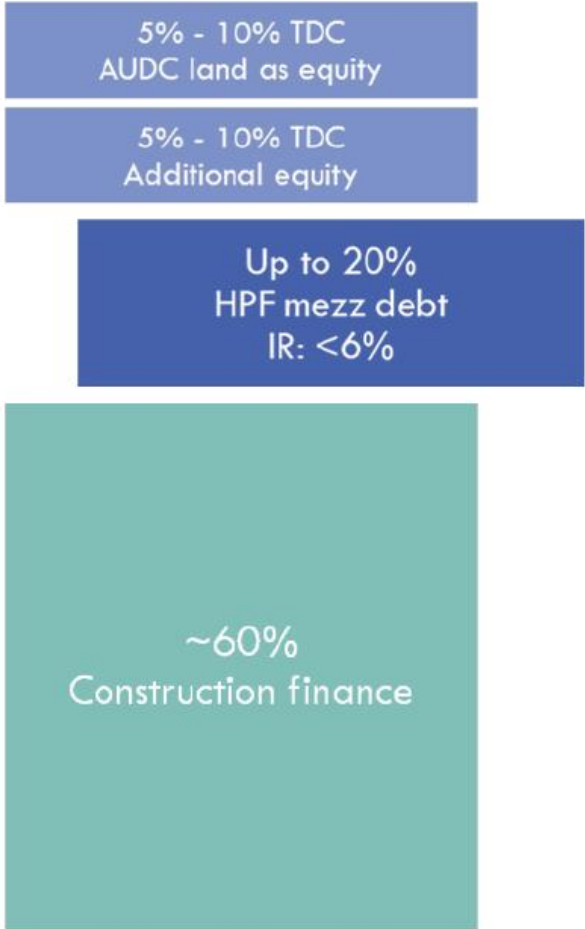 5% - 10% TDC
AUDC land as equity
5% - 10% TDC
Additional equity
Up to 20%
HPF mezz debt
IR: <6%
~60%
Construction finance